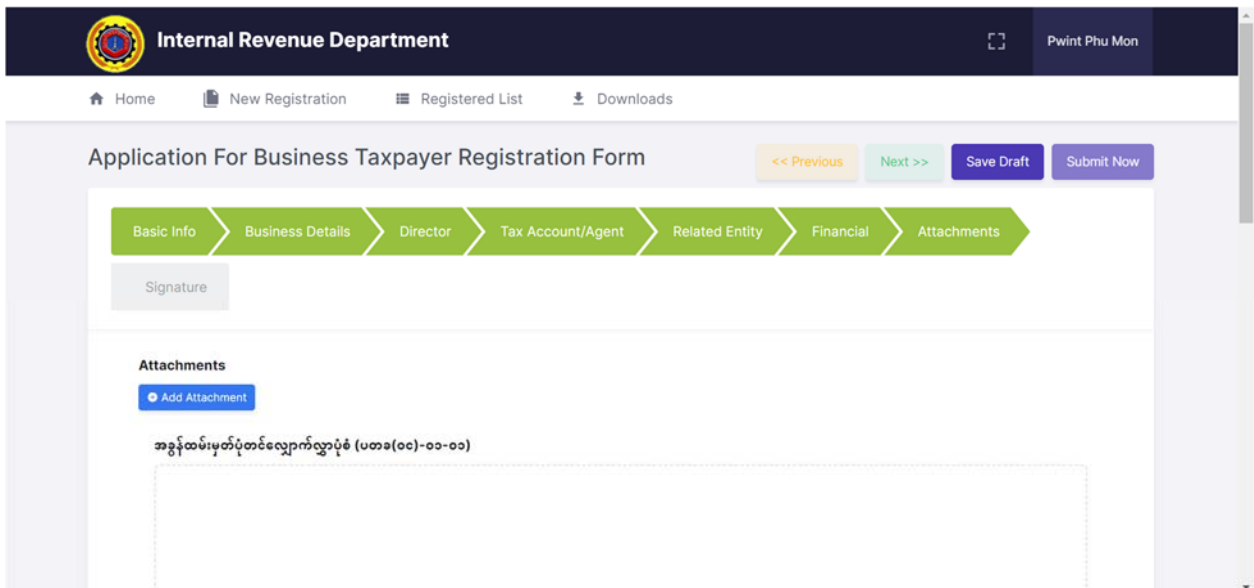 Internal Revenue Department
Pwint Phu Mon
Home New Registration Registered List Downloads
Application For Business Taxpayer Registration Form
<< Previous Next >> Save Draft Submit Now
Basic Info Business Details Director Tax Account/Agent Related Entity Financial Attachments
Signature
Attachments
Add Attachment
အခွန်ထမ်းမှတ်ပုံတင်လျှောက်လွှာပုံစံ (ပတခ(၀င)-၀၁-၀၁)